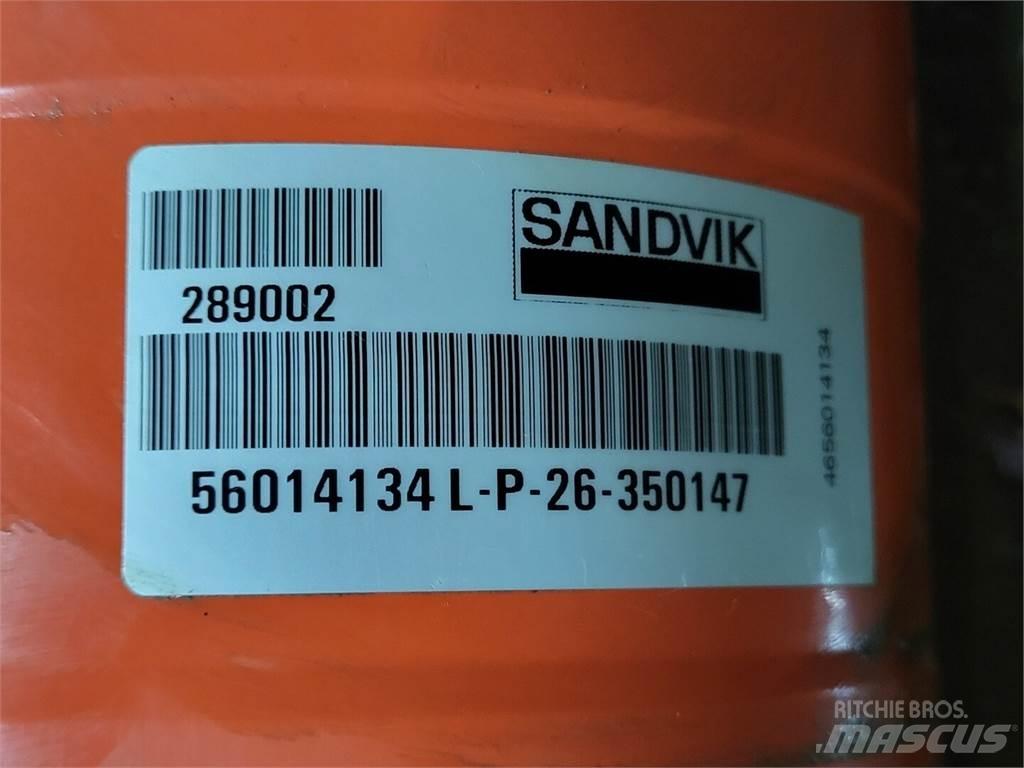 SANDVIK
289002
56014134 L-P-26-350147
4656014134
RITCHIE BROS.
MASCUS